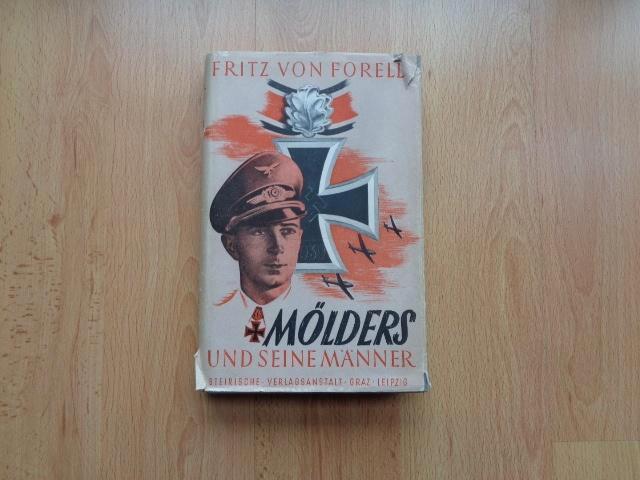 FRITZ VON FORELL
MÖLDERS
UND SEINE MÄNNER
STEIRISCHE · VERLAGSANSTALT · GRAZ · LEIPZIG